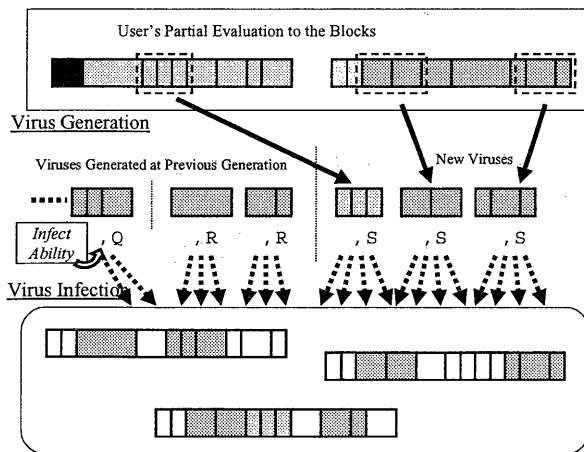 User's Partial Evaluation to the Blocks
Virus Generation
Viruses Generated at Previous Generation
New Viruses
Infect
Ability
, Q
, R
, R
, S
, S
, S
Virus Infection